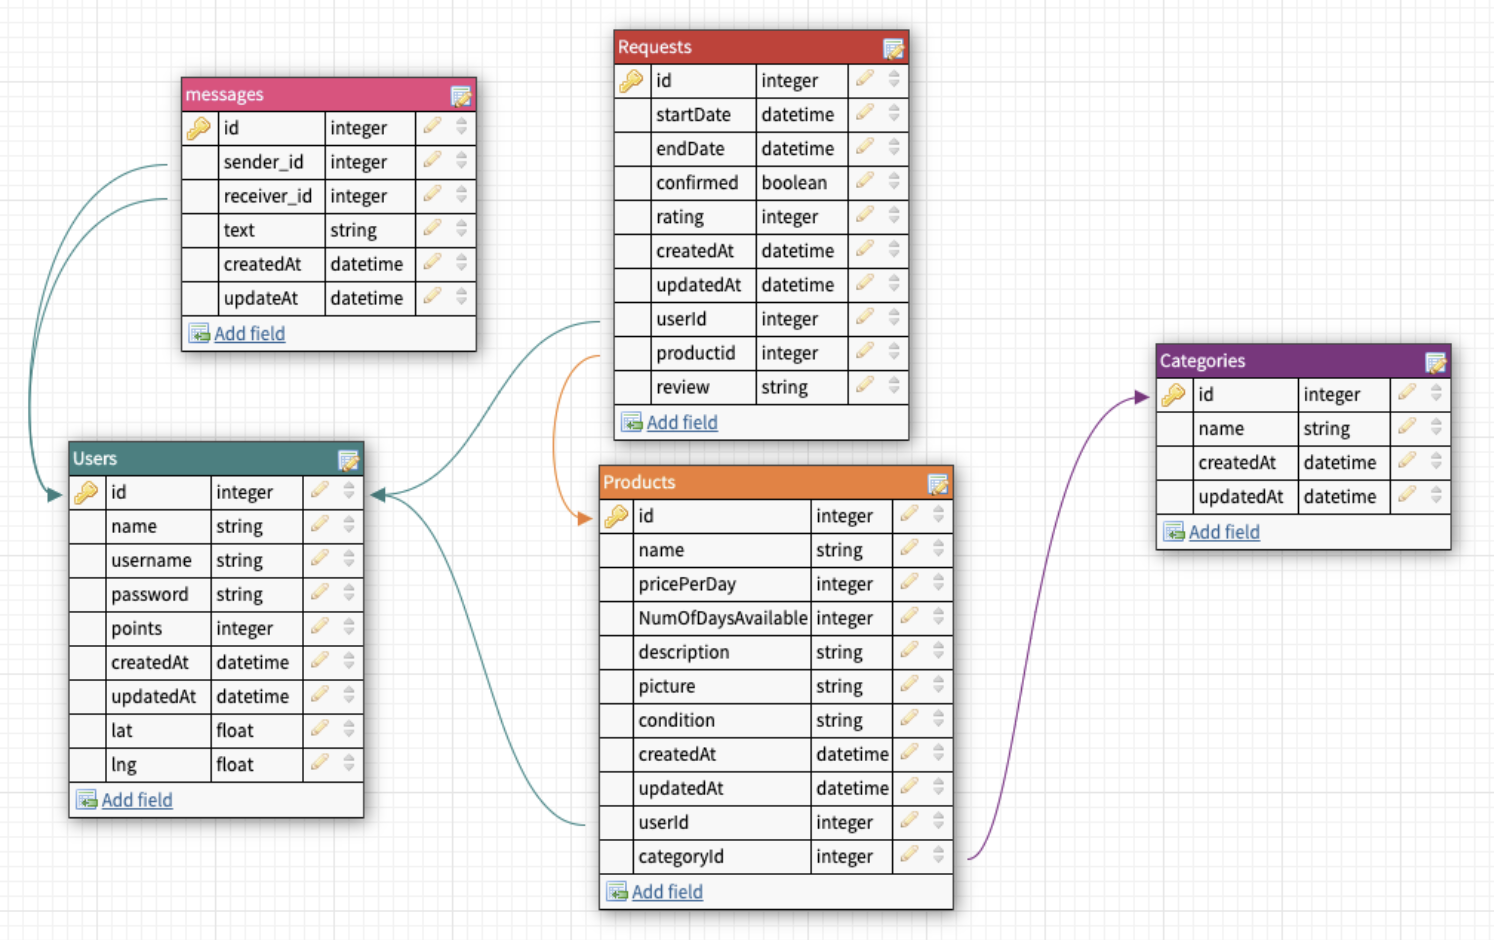 messages
id integer
sender_id integer
receiver_id integer
text string
createdAt datetime
updateAt datetime
Add field
Requests
id integer
startDate datetime
endDate datetime
confirmed boolean
rating integer
createdAt datetime
updatedAt datetime
userId integer
productid integer
review string
Add field
Users
id integer
name string
username string
password string
points integer
createdAt datetime
updatedAt datetime
lat float
lng float
Add field
Products
id integer
name string
pricePerDay integer
NumOfDaysAvailable integer
description string
picture string
condition string
createdAt datetime
updatedAt datetime
userId integer
categoryId integer
Add field
Categories
id integer
name string
createdAt datetime
updatedAt datetime
Add field